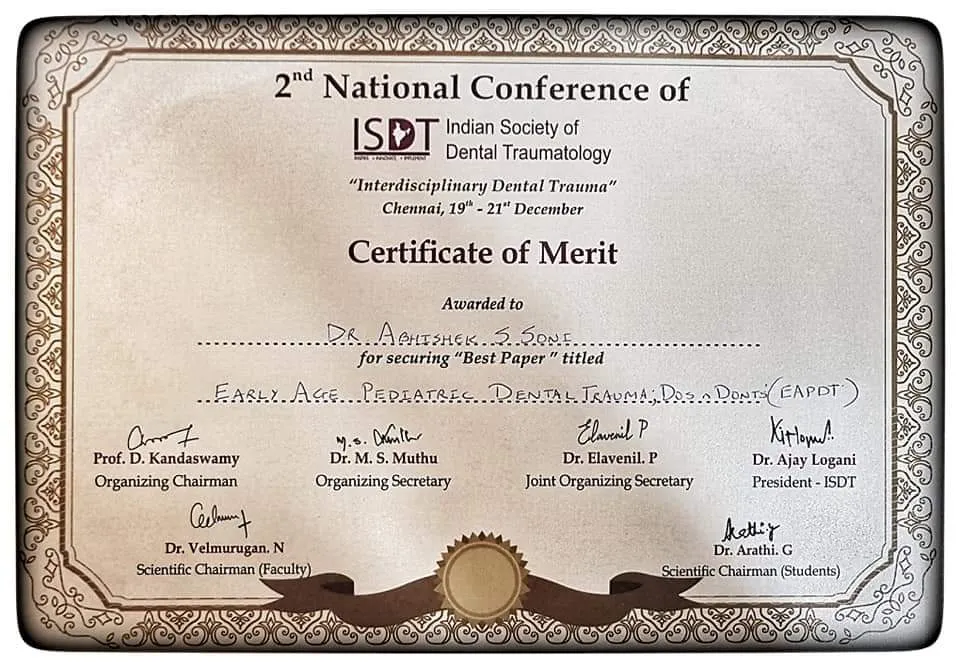 2nd National Conference of
ISDT Indian Society of
Dental Traumatology
"Interdisciplinary Dental Trauma"
Chennai, 19th - 21st December
Certificate of Merit
Awarded to
DR. ABHISHEK S SONI
for securing "Best Paper" titled
EARLY AGE PEDIATRIC DENTAL TRAUMA; DOS n DONTS (EAPDT)
Elavenil P
Prof. D. Kandaswamy Dr. M. S. Muthu Dr. Elavenil. P Dr. Ajay Logani
Organizing Chairman Organizing Secretary Joint Organizing Secretary President - ISDT
Dr. Velmurugan. N Dr. Arathi. G
Scientific Chairman (Faculty) Scientific Chairman (Students)